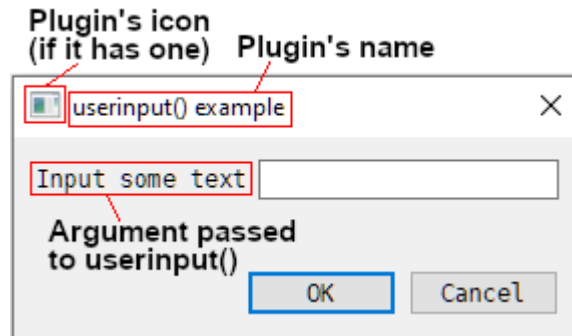 Plugin's icon
(if it has one)
Plugin's name
userinput() example
Input some text
Argument passed
to userinput()
OK
Cancel